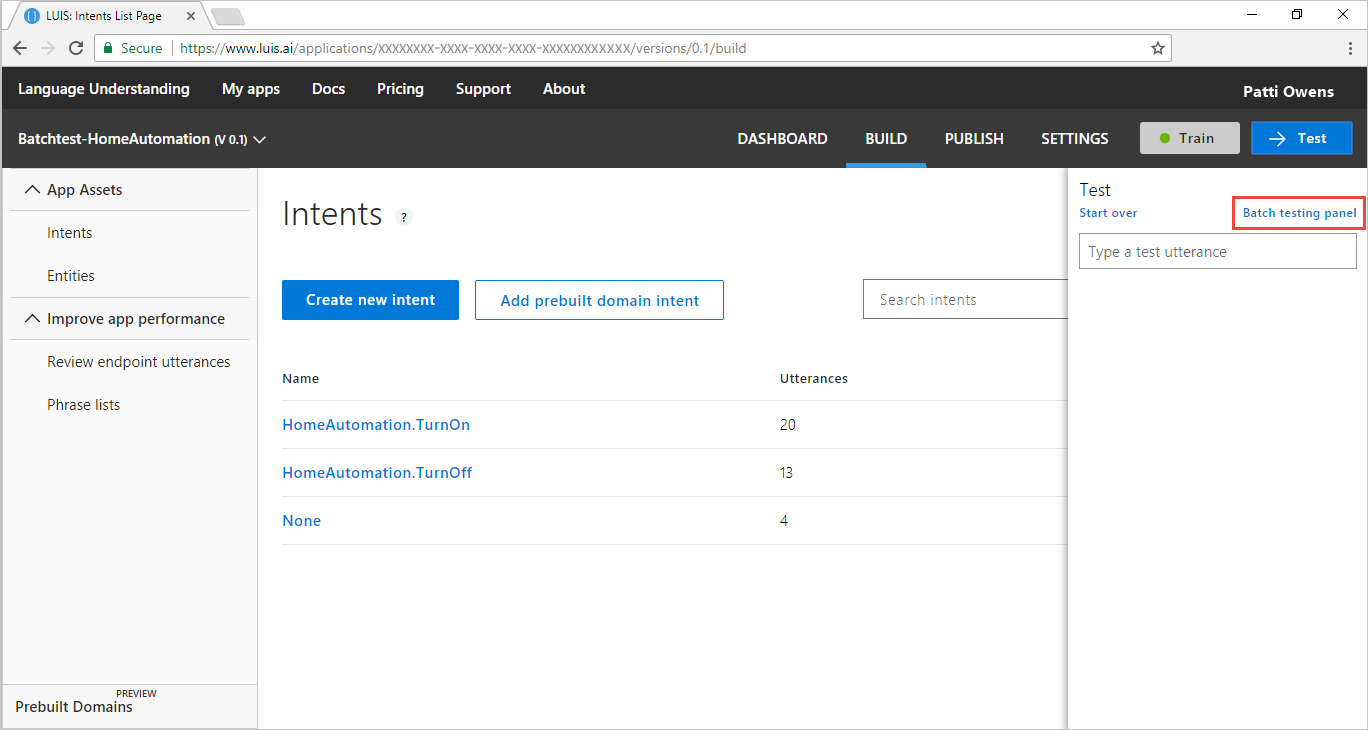 LUIS: Intents List Page
Secure https://www.luis.ai/applications/XXXXXXXX-XXXX-XXXX-XXXX-XXXXXXXXXXXX/versions/0.1/build
Language Understanding My apps Docs Pricing Support About Patti Owens
Batchtest-HomeAutomation (V 0.1) DASHBOARD BUILD PUBLISH SETTINGS Train Test
App Assets
Intents
Entities
Improve app performance
Review endpoint utterances
Phrase lists
PREVIEW
Prebuilt Domains
Intents ?
Create new intent Add prebuilt domain intent Search intents
Name Utterances
HomeAutomation.TurnOn 20
HomeAutomation.TurnOff 13
None 4
Test
Start over Batch testing panel
Type a test utterance